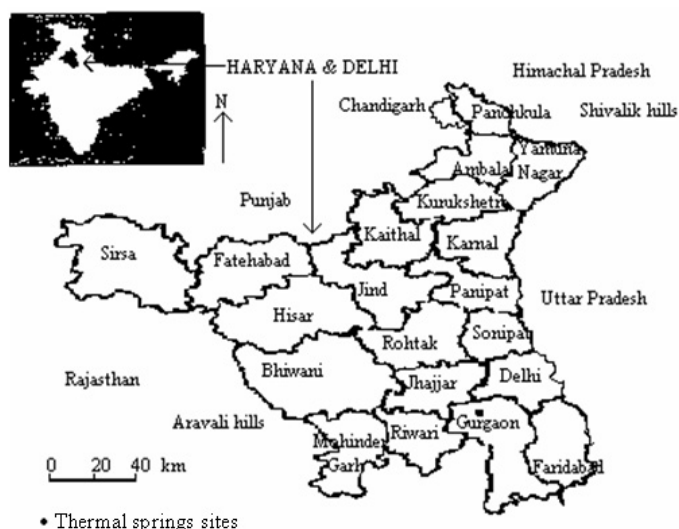 HARYANA & DELHI
N
Himachal Pradesh
Chandigarh
Panchkula
Shivalik hills
Yamuna
Nagar
Ambala
Punjab
Kurukshetr
Kaithal
Karnal
Sirsa
Fatehabad
Jind
Panipat
Uttar Pradesh
Hisar
Rohtak
Sonipat
Bhiwani
Rajasthan
Jhajjar
Delhi
Aravali hills
Mohinder
Garh
Riwari
Gurgaon
Faridabad
0 20 40 km
• Thermal springs sites